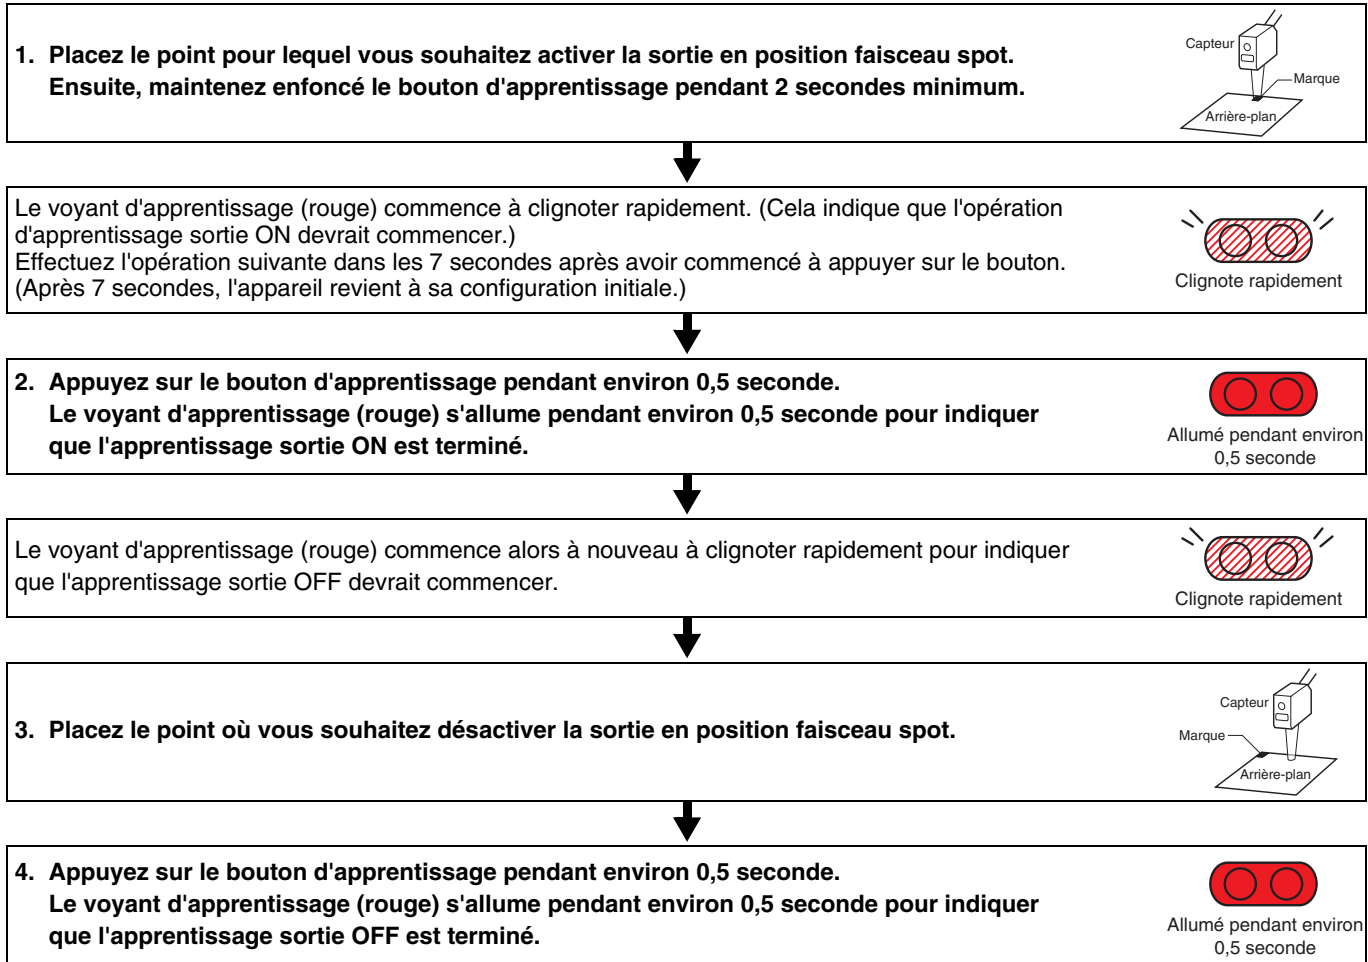 1. Placez le point pour lequel vous souhaitez activer la sortie en position faisceau spot.
Ensuite, maintenez enfoncé le bouton d'apprentissage pendant 2 secondes minimum.
Capteur
Marque
Arrière-plan
Le voyant d'apprentissage (rouge) commence à clignoter rapidement. (Cela indique que l'opération
d'apprentissage sortie ON devrait commencer.)
Effectuez l'opération suivante dans les 7 secondes après avoir commencé à appuyer sur le bouton.
(Après 7 secondes, l'appareil revient à sa configuration initiale.)
Clignote rapidement
2. Appuyez sur le bouton d'apprentissage pendant environ 0,5 seconde.
Le voyant d'apprentissage (rouge) s'allume pendant environ 0,5 seconde pour indiquer
que l'apprentissage sortie ON est terminé.
Allumé pendant environ
0,5 seconde
Le voyant d'apprentissage (rouge) commence alors à nouveau à clignoter rapidement pour indiquer
que l'apprentissage sortie OFF devrait commencer.
Clignote rapidement
3. Placez le point où vous souhaitez désactiver la sortie en position faisceau spot.
Capteur
Marque
Arrière-plan
4. Appuyez sur le bouton d'apprentissage pendant environ 0,5 seconde.
Le voyant d'apprentissage (rouge) s'allume pendant environ 0,5 seconde pour indiquer
que l'apprentissage sortie OFF est terminé.
Allumé pendant environ
0,5 seconde